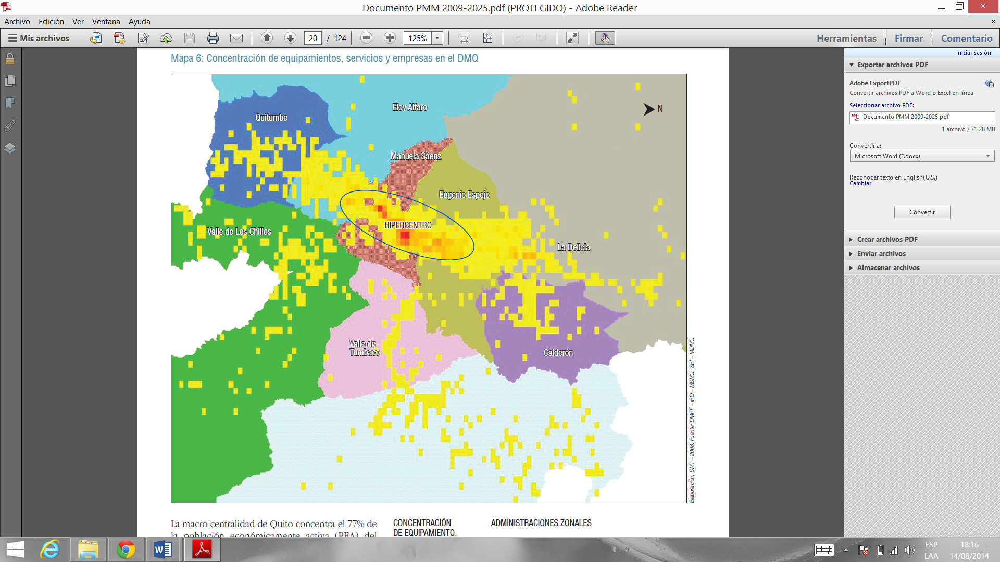 Documento PMM 2009-2025.pdf (PROTEGIDO) - Adobe Reader
Archivo Edición Ver Ventana Ayuda
Mis archivos 20 / 124 125% Herramientas Firmar Comentario
Iniciar sesión
Exportar archivos PDF
Adobe ExportPDF
Convertir archivos PDF a Word o Excel en línea
Seleccionar archivo PDF:
Documento PMM 2009-2025.pdf
1 archivo / 71.28 MB
Convertir a:
Microsoft Word (*.docx)
Reconocer texto en English(U.S.)
Cambiar
Convertir
Crear archivos PDF
Enviar archivos
Almacenar archivos
Mapa 6: Concentración de equipamientos, servicios y empresas en el DMQ
N
Eloy Alfaro
Quitumbe
Manuela Sáenz
Eugenio Espejo
HIPERCENTRO
Valle de Los Chillos
La Delicia
Valle de
Tumbaco
Calderón
Elaboración: DMT – 2008. Fuente: DMPT – IRD – MDMQ. SRI – MDMQ
La macro centralidad de Quito concentra el 77% de
la población económicamente activa (PEA) del
CONCENTRACIÓN
DE EQUIPAMIENTO.
ADMINISTRACIONES ZONALES
ESP
LAA
18:16
14/08/2014